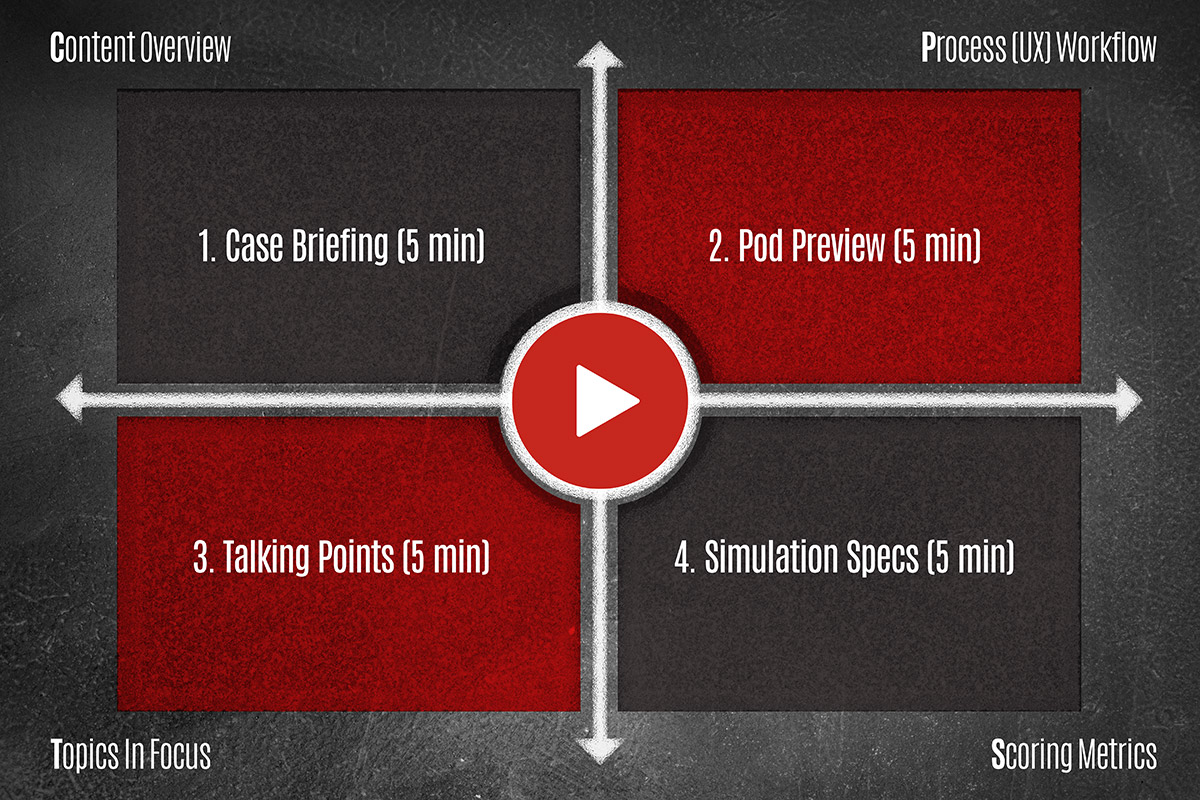 Content Overview
Process (UX) Workflow
1. Case Briefing (5 min)
2. Pod Preview (5 min)
3. Talking Points (5 min)
4. Simulation Specs (5 min)
Topics In Focus
Scoring Metrics